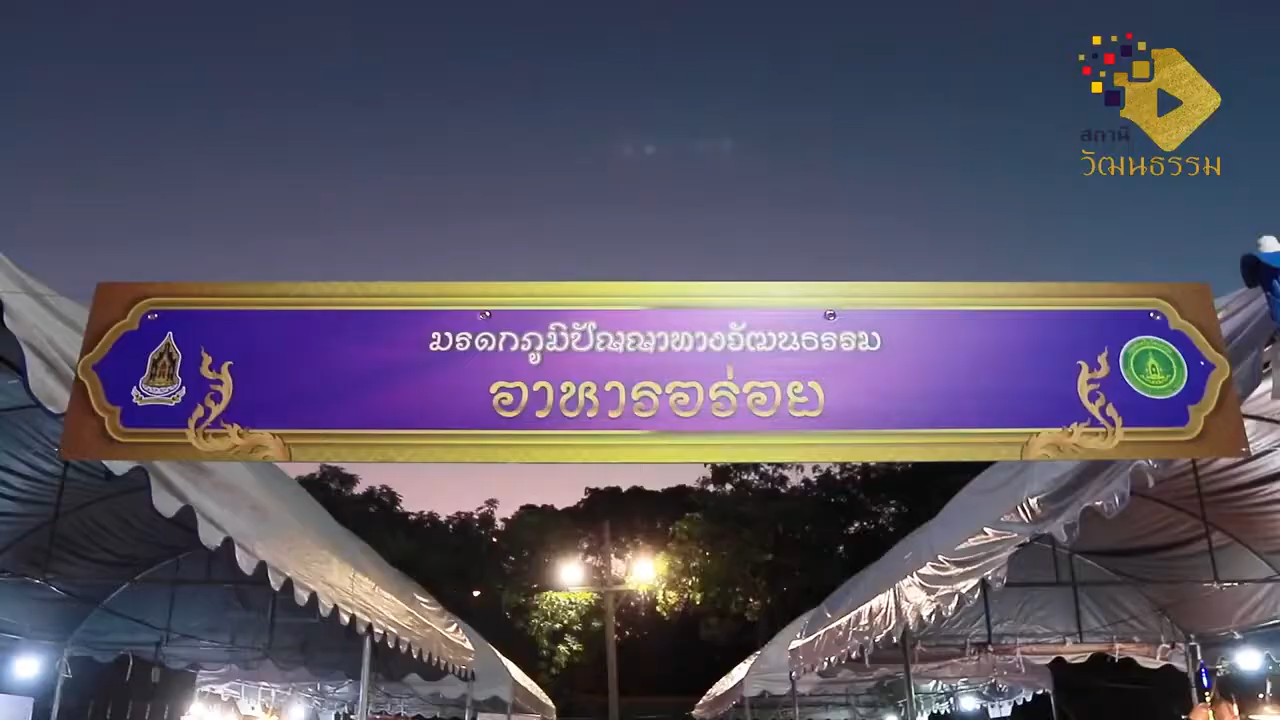 สถานี
วัฒนธรรม
มรดกภูมิปัญญาทางวัฒนธรรม
อาหารอร่อย